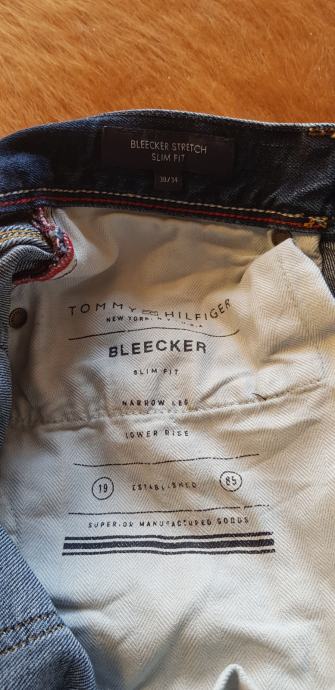 BLEECKER STRETCH
SLIM FIT
TOMMY HILFIGER
NEW YORK, U.S.A
BLEECKER
SLIM FIT
NARROW LEG
LOWER RISE
19 ESTABLISHED 85
SUPERIOR MANUFACTURED GOODS